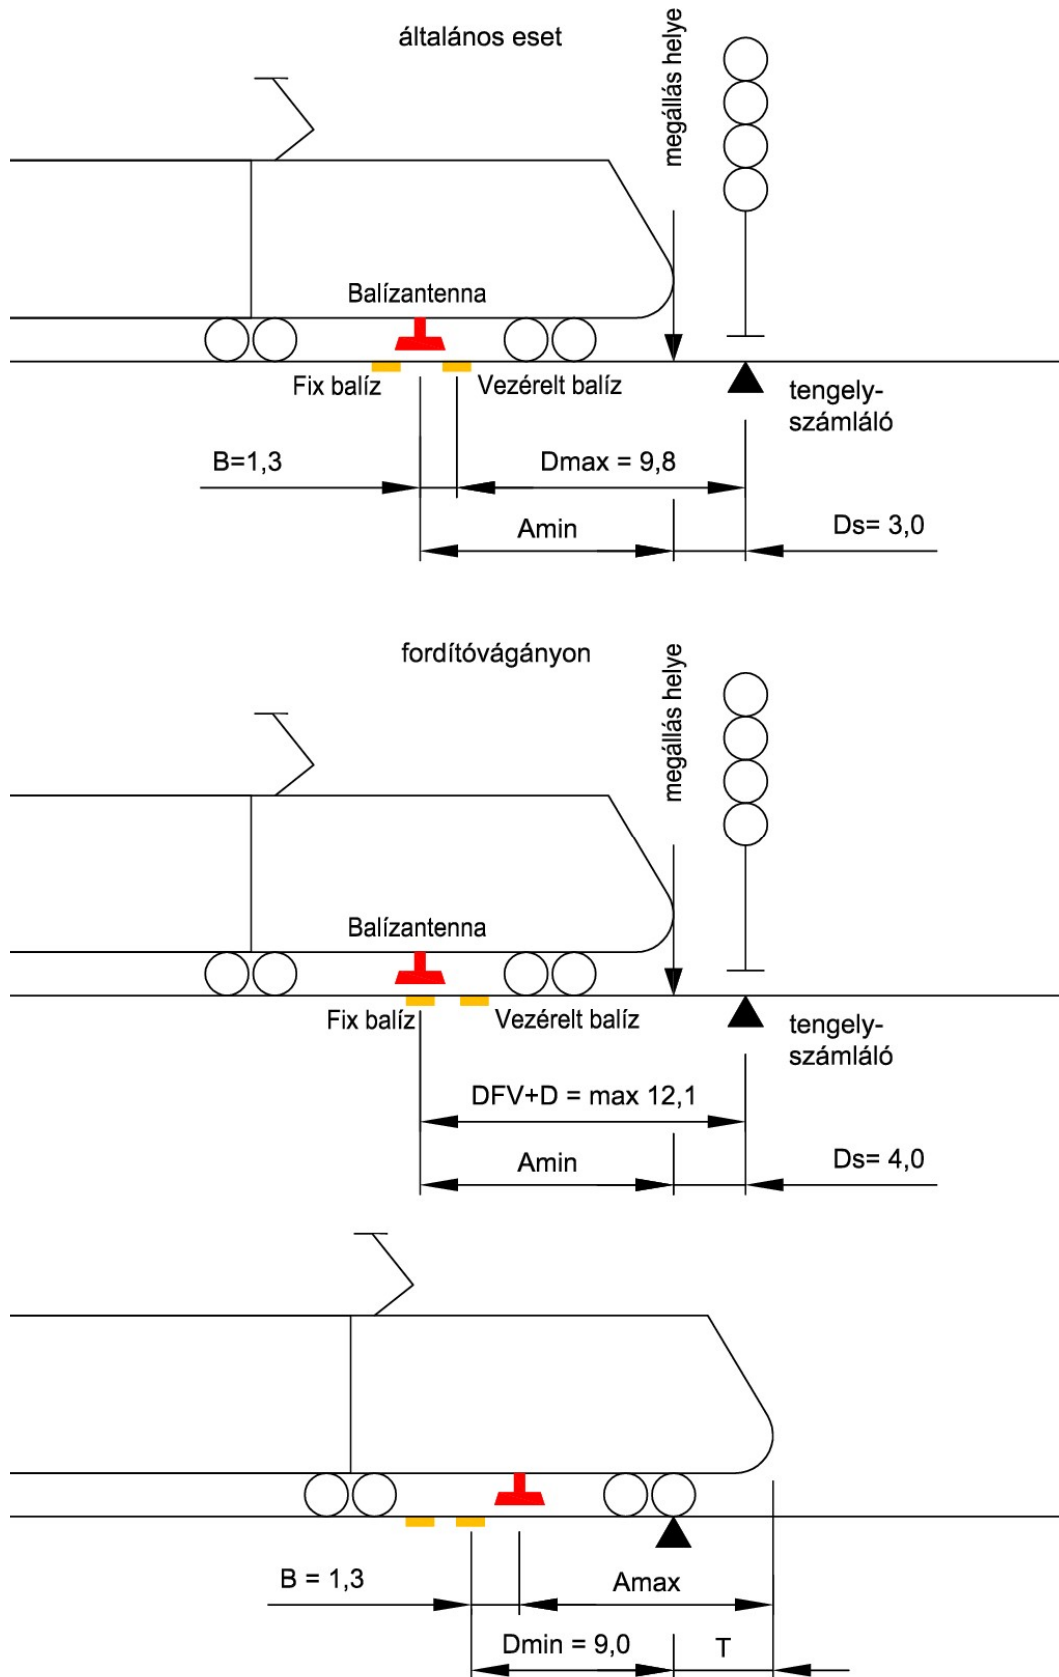 általános eset
megállás helye
Balízantenna
Fix balíz
Vezérelt balíz
tengely-
számláló
B=1,3
Dmax = 9,8
Amin
Ds= 3,0
fordítóvágányon
megállás helye
Balízantenna
Fix balíz
Vezérelt balíz
tengely-
számláló
DFV+D = max 12,1
Amin
Ds= 4,0
B = 1,3
Amax
Dmin = 9,0
T